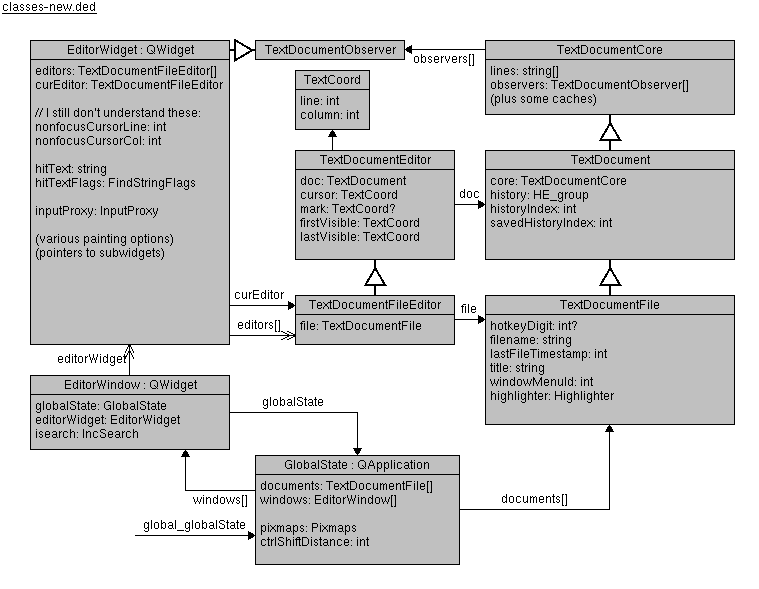 classes-new.ded
EditorWidget : QWidget
editors: TextDocumentFileEditor[]
curEditor: TextDocumentFileEditor
// I still don't understand these:
nonfocusCursorLine: int
nonfocusCursorCol: int
hitText: string
hitTextFlags: FindStringFlags
inputProxy: InputProxy
(various painting options)
(pointers to subwidgets)
TextDocumentObserver
observers[]
TextDocumentCore
lines: string[]
observers: TextDocumentObserver[]
(plus some caches)
TextCoord
line: int
column: int
TextDocumentEditor
doc: TextDocument
cursor: TextCoord
mark: TextCoord?
firstVisible: TextCoord
lastVisible: TextCoord
doc
TextDocument
core: TextDocumentCore
history: HE_group
historyIndex: int
savedHistoryIndex: int
curEditor
editors[]
TextDocumentFileEditor
file: TextDocumentFile
file
TextDocumentFile
hotkeyDigit: int?
filename: string
lastFileTimestamp: int
title: string
windowMenuId: int
highlighter: Highlighter
editorWidget
EditorWindow : QWidget
globalState: GlobalState
editorWidget: EditorWidget
isearch: IncSearch
globalState
GlobalState : QApplication
documents: TextDocumentFile[]
windows: EditorWindow[]
pixmaps: Pixmaps
ctrlShiftDistance: int
windows[]
documents[]
global_globalState